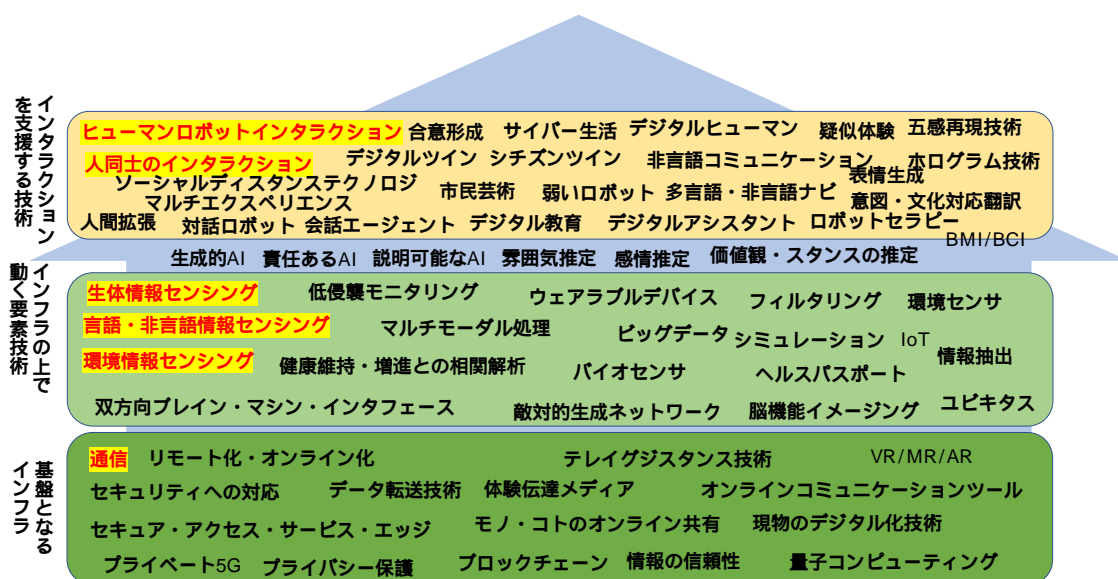 インタラクション
を支援する技術
ヒューマンロボットインタラクション 合意形成 サイバー生活 デジタルヒューマン 疑似体験 五感再現技術
人同士のインタラクション デジタルツイン シチズンツイン 非言語コミュニケーション ホログラム技術
ソーシャルディスタンステクノロジ 表情生成
マルチエクスペリエンス 市民芸術 弱いロボット 多言語・非言語ナビ 意図・文化対応翻訳
人間拡張 対話ロボット 会話エージェント デジタル教育 デジタルアシスタント ロボットセラピー
BMI/BCI
生成的AI 責任あるAI 説明可能なAI 雰囲気推定 感情推定 価値観・スタンスの推定
インフラの上で
動く要素技術
生体情報センシング 低侵襲モニタリング ウェアラブルデバイス フィルタリング 環境センサ
言語・非言語情報センシング マルチモーダル処理 ビッグデータ シミュレーション IoT
環境情報センシング 健康維持・増進との相関解析 バイオセンサ ヘルスパスポート 情報抽出
双方向ブレイン・マシン・インタフェース 敵対的生成ネットワーク 脳機能イメージング ユビキタス
基盤となる
インフラ
通信 リモート化・オンライン化 テレイグジスタンス技術 VR/MR/AR
セキュリティへの対応 データ転送技術 体験伝達メディア オンラインコミュニケーションツール
セキュア・アクセス・サービス・エッジ モノ・コトのオンライン共有 現物のデジタル化技術
プライベート5G プライバシー保護 ブロックチェーン 情報の信頼性 量子コンピューティング